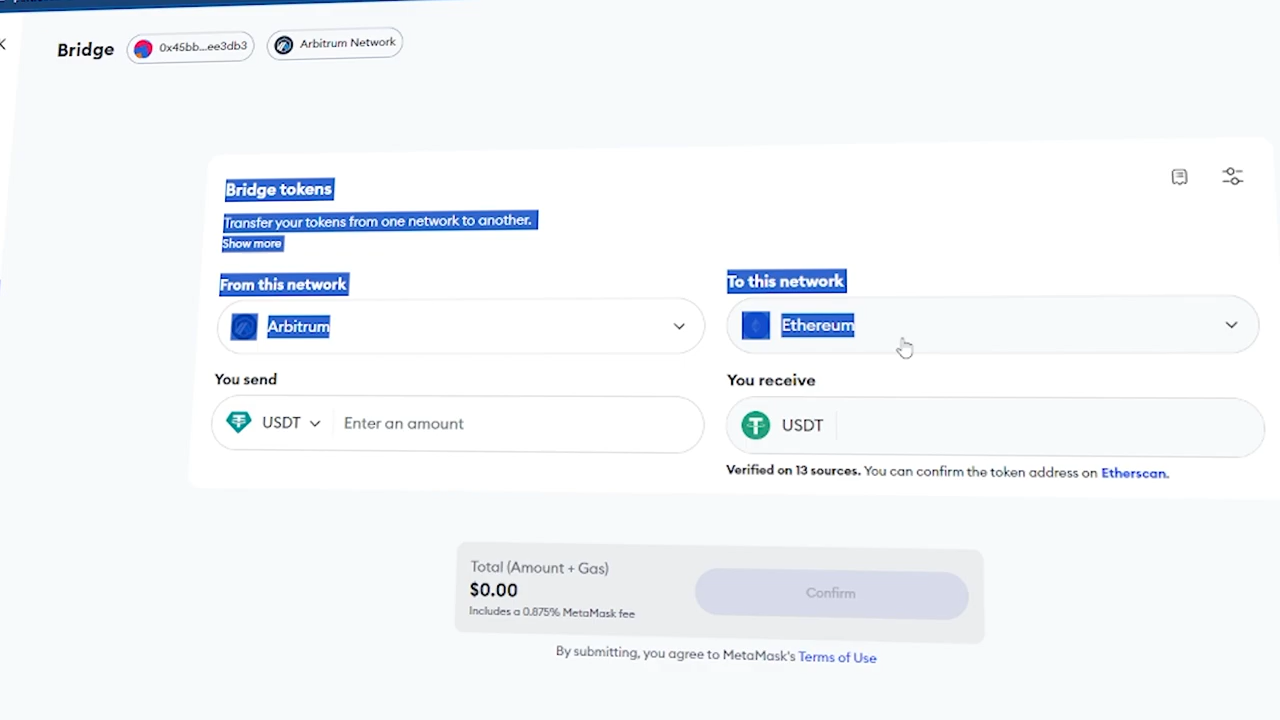 Bridge
0x45bb...ee3db3
Arbitrum Network
Bridge tokens
Transfer your tokens from one network to another.
Show more
From this network
To this network
Arbitrum
Ethereum
You send
You receive
USDT
Enter an amount
USDT
Verified on 13 sources. You can confirm the token address on Etherscan.
Total (Amount + Gas)
$0.00
Includes a 0.875% MetaMask fee
Confirm
By submitting, you agree to MetaMask's Terms of Use